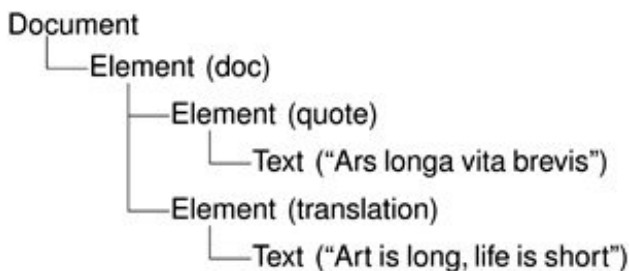 Document
Element (doc)
Element (quote)
Text (“Ars longa vita brevis”)
Element (translation)
Text (“Art is long, life is short”)